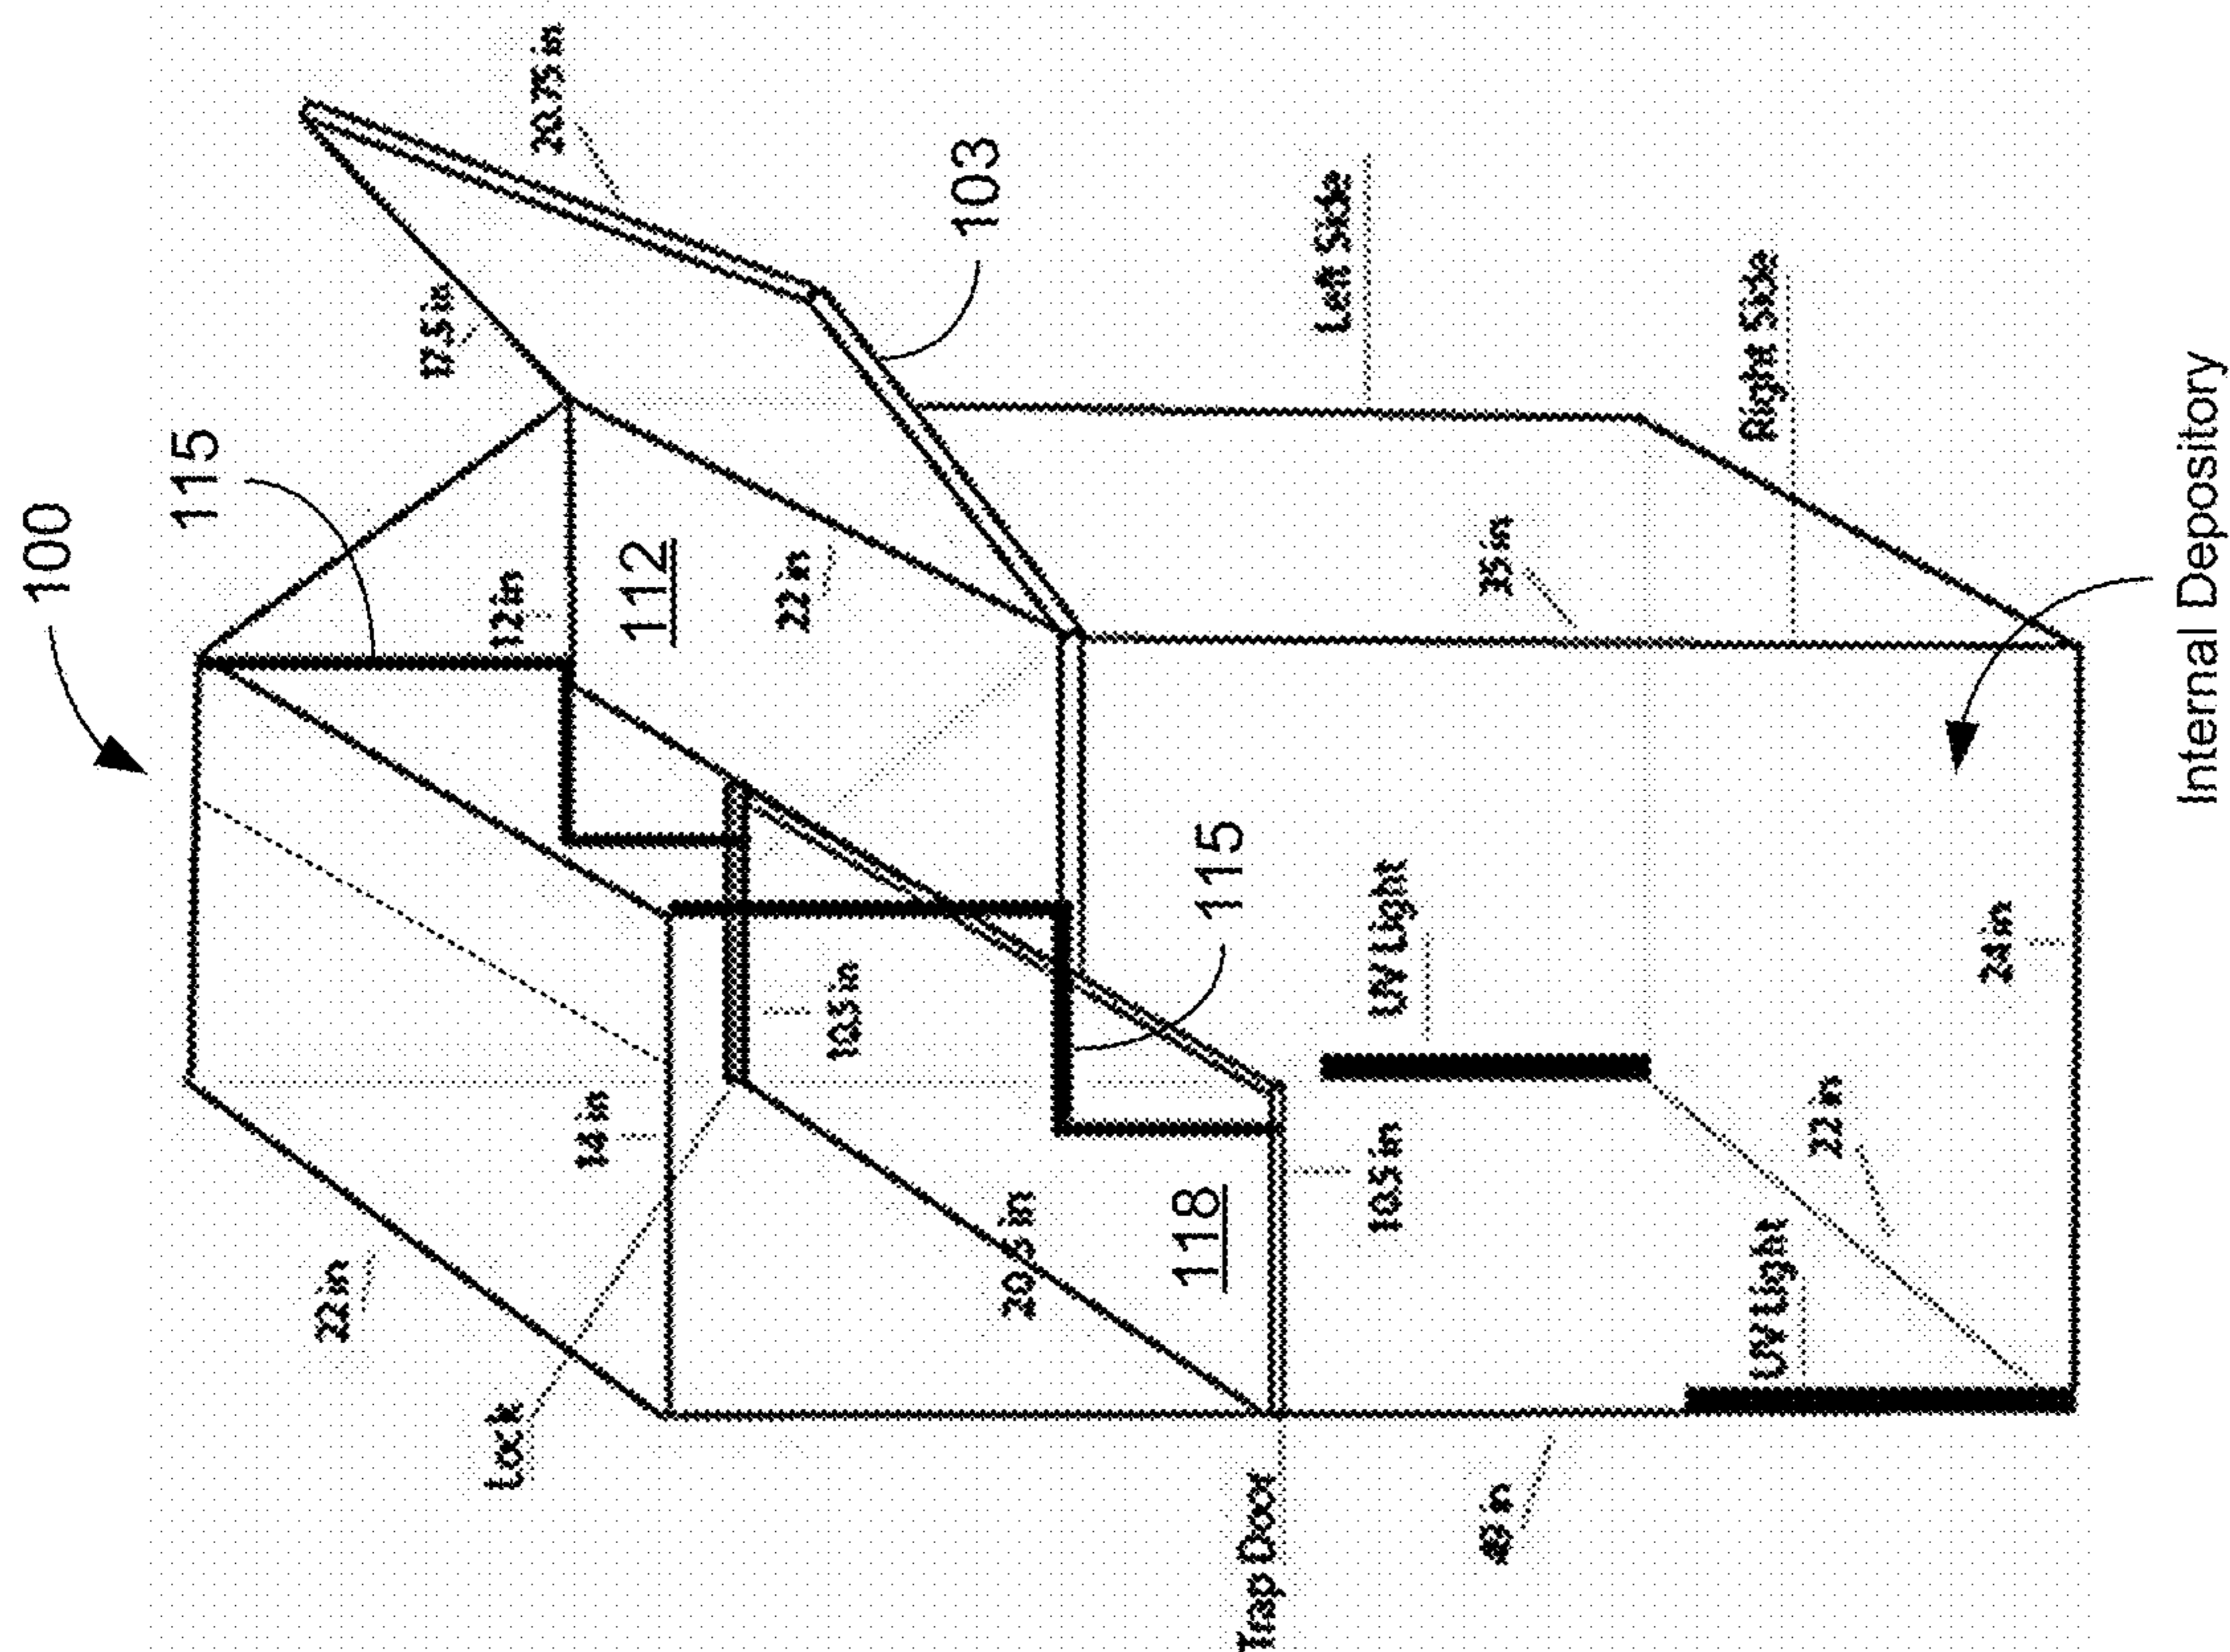 100
115
22 in
17.5 in
Lock
12 in
20.75 in
14 in
112
22 in
10.5 in
103
20.5 in
118
115
Trap Door
Left Side
10.5 in
UV Light
35 in
Right Side
UV Light
22 in
24 in
Internal Depository